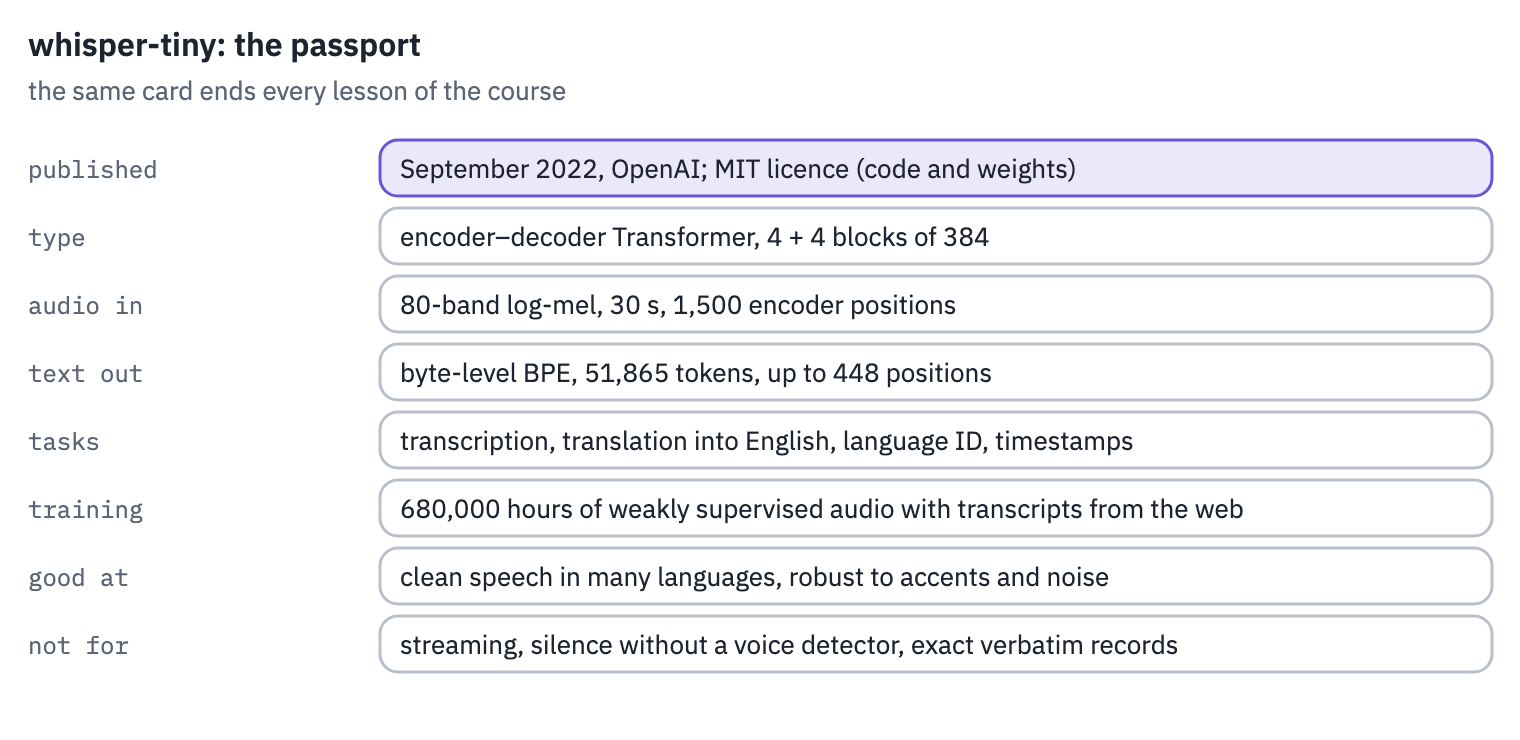 whisper-tiny: the passport
the same card ends every lesson of the course
published
September 2022, OpenAI; MIT licence (code and weights)
type
encoder–decoder Transformer, 4 + 4 blocks of 384
audio in
80-band log-mel, 30 s, 1,500 encoder positions
text out
byte-level BPE, 51,865 tokens, up to 448 positions
tasks
transcription, translation into English, language ID, timestamps
training
680,000 hours of weakly supervised audio with transcripts from the web
good at
clean speech in many languages, robust to accents and noise
not for
streaming, silence without a voice detector, exact verbatim records